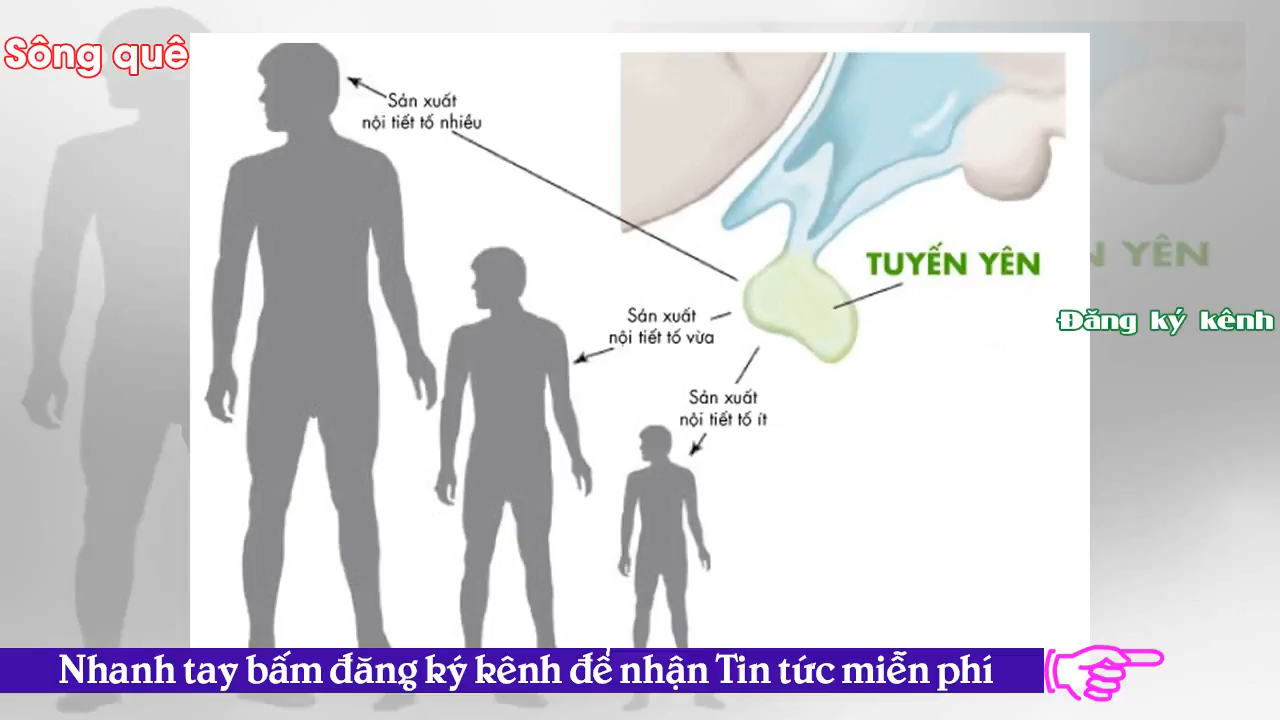 Sông quê
Sản xuất
nội tiết tố nhiều
TUYẾN YÊN
N YÊN
Sản xuất
nội tiết tố vừa
Đăng ký kênh
Sản xuất
nội tiết tố ít
Nhanh tay bấm đăng ký kênh để nhận Tin tức miễn phí